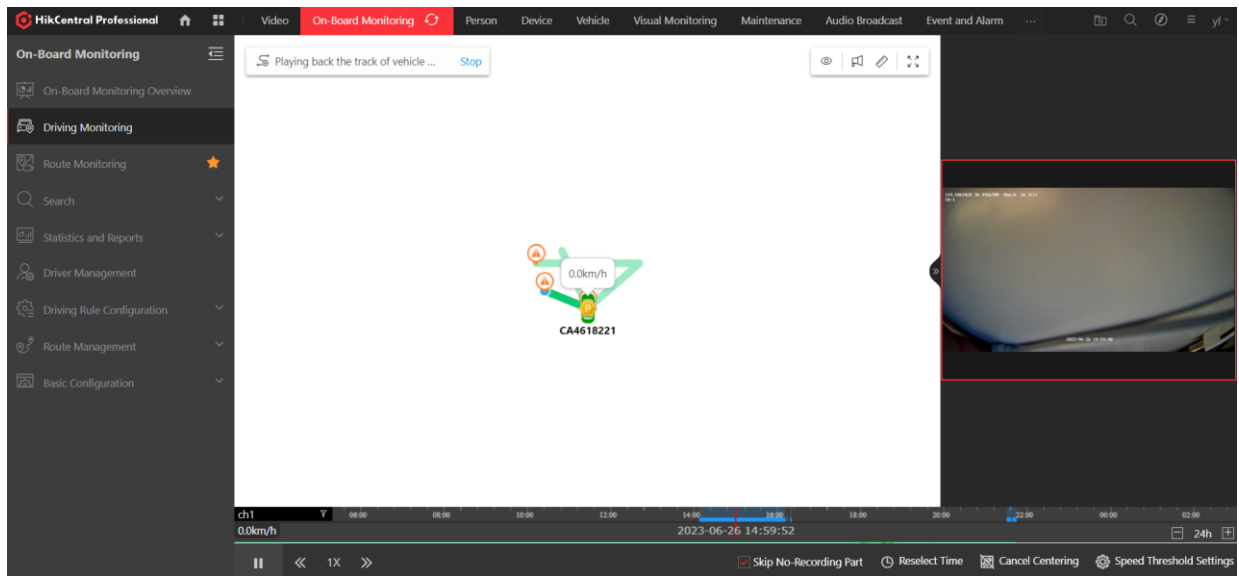 HikCentral Professional
Video
On-Board Monitoring
Person
Device
Vehicle
Visual Monitoring
Maintenance
Audio Broadcast
Event and Alarm
...
yf
On-Board Monitoring
On-Board Monitoring Overview
Driving Monitoring
Route Monitoring
Search
Statistics and Reports
Driver Management
Driving Rule Configuration
Route Management
Basic Configuration
Playing back the track of vehicle ...
Stop
0.0km/h
P
CA4618221
ch1
06:00
08:00
10:00
12:00
14:00
16:00
18:00
20:00
22:00
00:00
02:00
0.0km/h
2023-06-26 14:59:52
24h
1X
Skip No-Recording Part
Reselect Time
Cancel Centering
Speed Threshold Settings